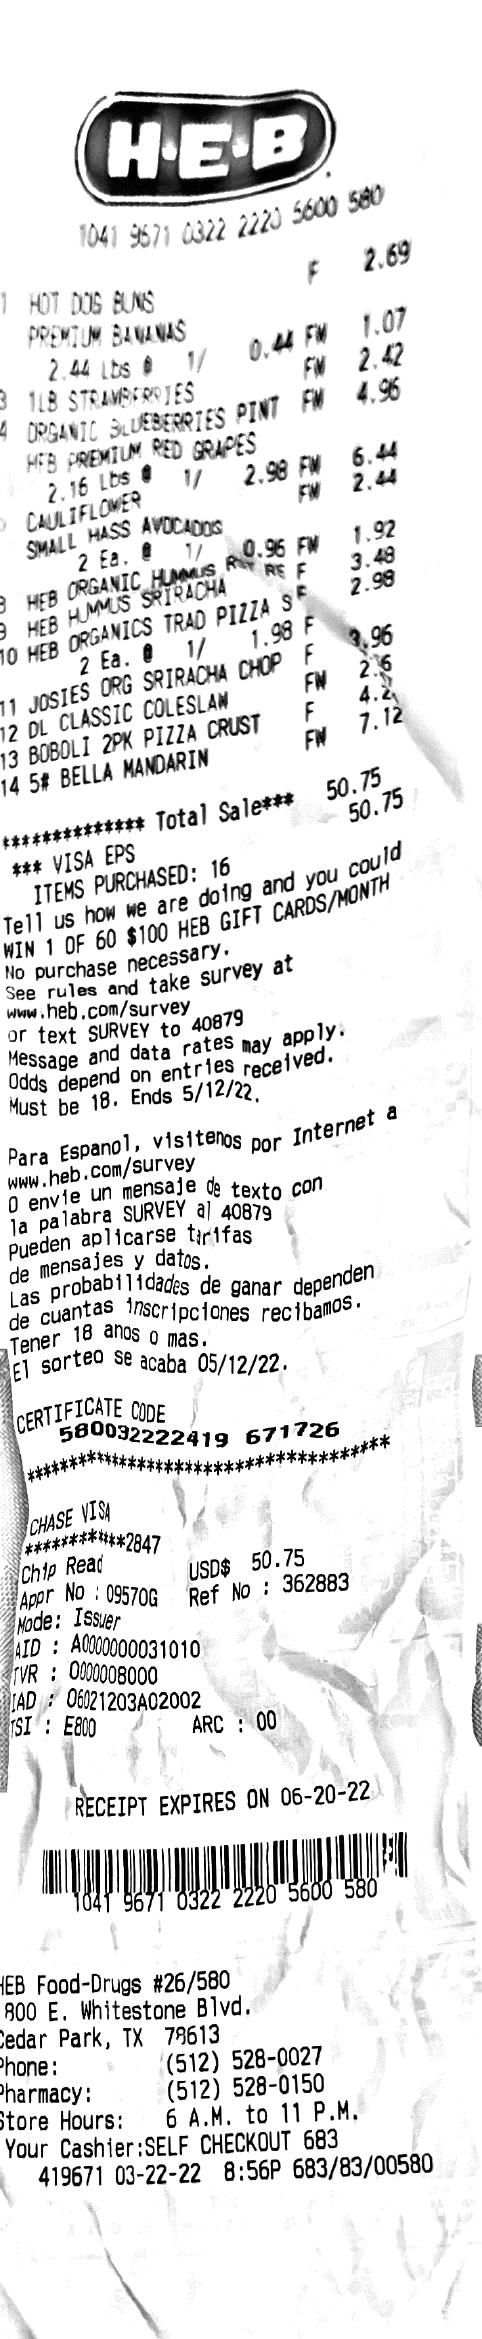 H-E-B
1041 9671 0322 2220 5600 580
1 HOT DOG BUNS F 2.69
PREMIUM BANANAS
2.44 Lbs @ 1/ 0.44 FW 1.07
3 1LB STRAWBERRIES FW 2.42
4 ORGANIC BLUEBERRIES PINT FW 4.96
HEB PREMIUM RED GRAPES
2.16 Lbs @ 1/ 2.98 FW 6.44
CAULIFLOWER FW 2.44
SMALL HASS AVOCADOS
2 Ea. @ 1/ 0.96 FW 1.92
8 HEB ORGANIC HUMMUS RE F 3.48
9 HEB HUMMUS SRIRACHA F 2.98
10 HEB ORGANICS TRAD PIZZA S
2 Ea. @ 1/ 1.98 F 3.96
11 JOSIES ORG SRIRACHA CHOP F
12 DL CLASSIC COLESLAW FW
13 BOBOLI 2PK PIZZA CRUST F
14 5# BELLA MANDARIN FW 7.12
************** Total Sale*** 50.75
*** VISA EPS 50.75
ITEMS PURCHASED: 16
Tell us how we are doing and you could
WIN 1 OF 60 $100 HEB GIFT CARDS/MONTH
No purchase necessary.
See rules and take survey at
www.heb.com/survey
or text SURVEY to 40879
Message and data rates may apply.
Odds depend on entries received.
Must be 18. Ends 5/12/22.
Para Espanol, visitenos por Internet a
www.heb.com/survey
O envie un mensaje de texto con
la palabra SURVEY al 40879
Pueden aplicarse tarifas
de mensajes y datos.
Las probabilidades de ganar dependen
de cuantas inscripciones recibamos.
Tener 18 anos o mas.
El sorteo se acaba 05/12/22.
CERTIFICATE CODE
580032222419 671726
****************************************
CHASE VISA
************2847
Chip Read USD$ 50.75
Appr No : 09570G Ref No : 362883
Mode: Issuer
AID : A0000000031010
TVR : 0000008000
IAD : 06021203A02002
TSI : E800 ARC : 00
RECEIPT EXPIRES ON 06-20-22
1041 9671 0322 2220 5600 580
HEB Food-Drugs #26/580
800 E. Whitestone Blvd.
Cedar Park, TX 78613
Phone: (512) 528-0027
Pharmacy: (512) 528-0150
Store Hours: 6 A.M. to 11 P.M.
Your Cashier:SELF CHECKOUT 683
419671 03-22-22 8:56P 683/83/00580